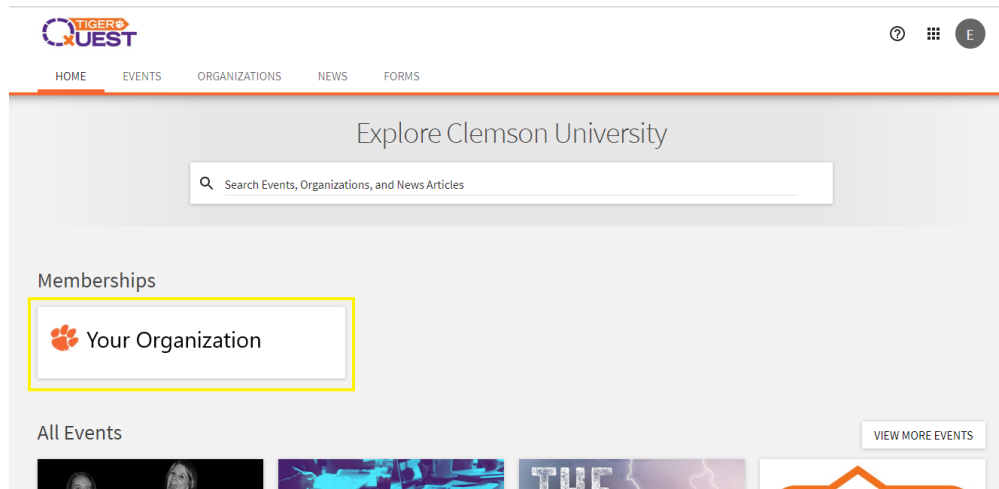 TIGER
QUEST
E
HOME EVENTS ORGANIZATIONS NEWS FORMS
Explore Clemson University
Search Events, Organizations, and News Articles
Memberships
Your Organization
All Events
VIEW MORE EVENTS
THE